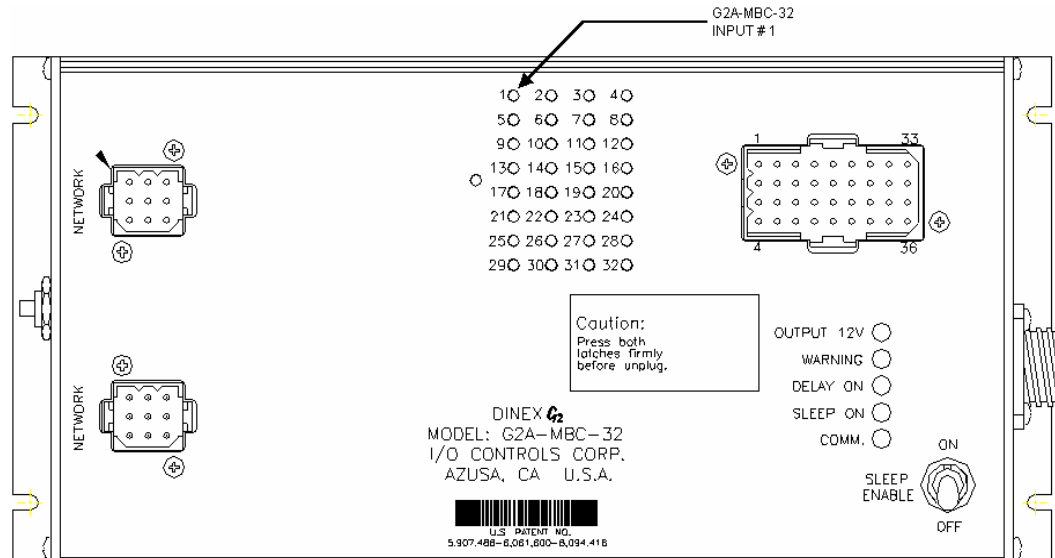 G2A-MBC-32
INPUT #1
1 2 3 4
5 6 7 8
9 10 11 12
13 14 15 16
17 18 19 20
21 22 23 24
25 26 27 28
29 30 31 32
NETWORK
NETWORK
1 33
4 36
Caution:
Press both
latches firmly
before unplug.
OUTPUT 12V
WARNING
DELAY ON
SLEEP ON
COMM.
DINEX G2
MODEL: G2A-MBC-32
I/O CONTROLS CORP.
AZUSA, CA U.S.A.
U.S PATENT NO.
5,907,486-6,061,600-8,094,418
ON
SLEEP
ENABLE
OFF